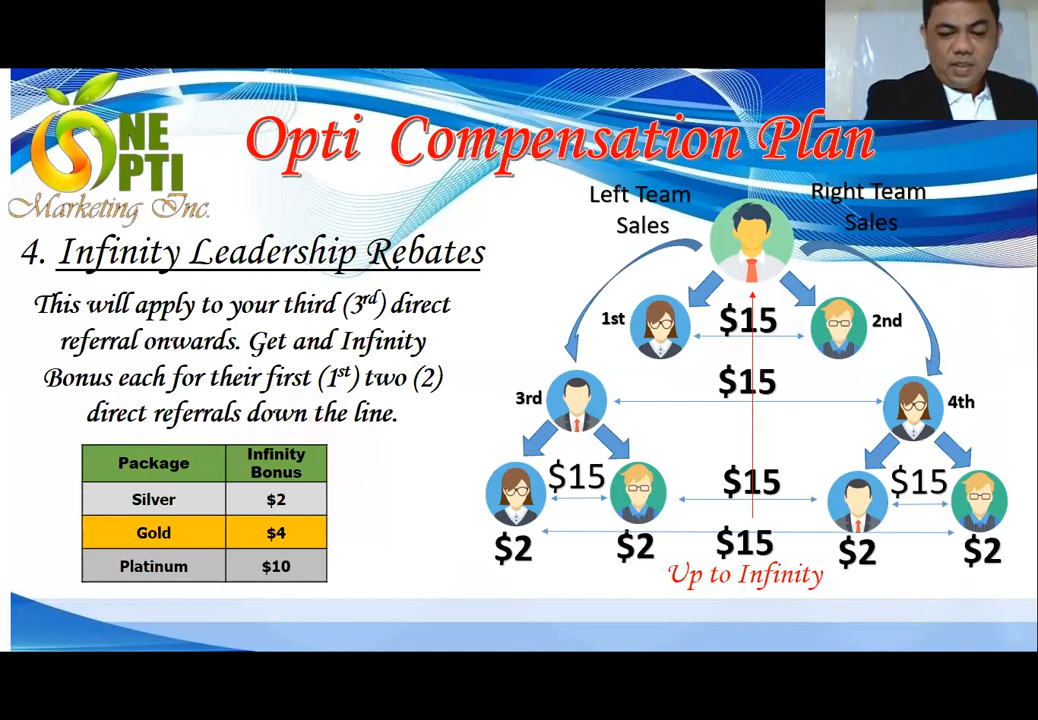 NE
PTI
Marketing Inc.
Opti Compensation Plan
4. Infinity Leadership Rebates
This will apply to your third (3rd) direct
referral onwards. Get and Infinity
Bonus each for their first (1st) two (2)
direct referrals down the line.
Package Infinity Bonus
Silver $2
Gold $4
Platinum $10
Left Team
Sales
Right Team
Sales
1st $15 2nd
$15
3rd 4th
$15 $15 $15
$2 $2 $15 $2 $2
Up to Infinity